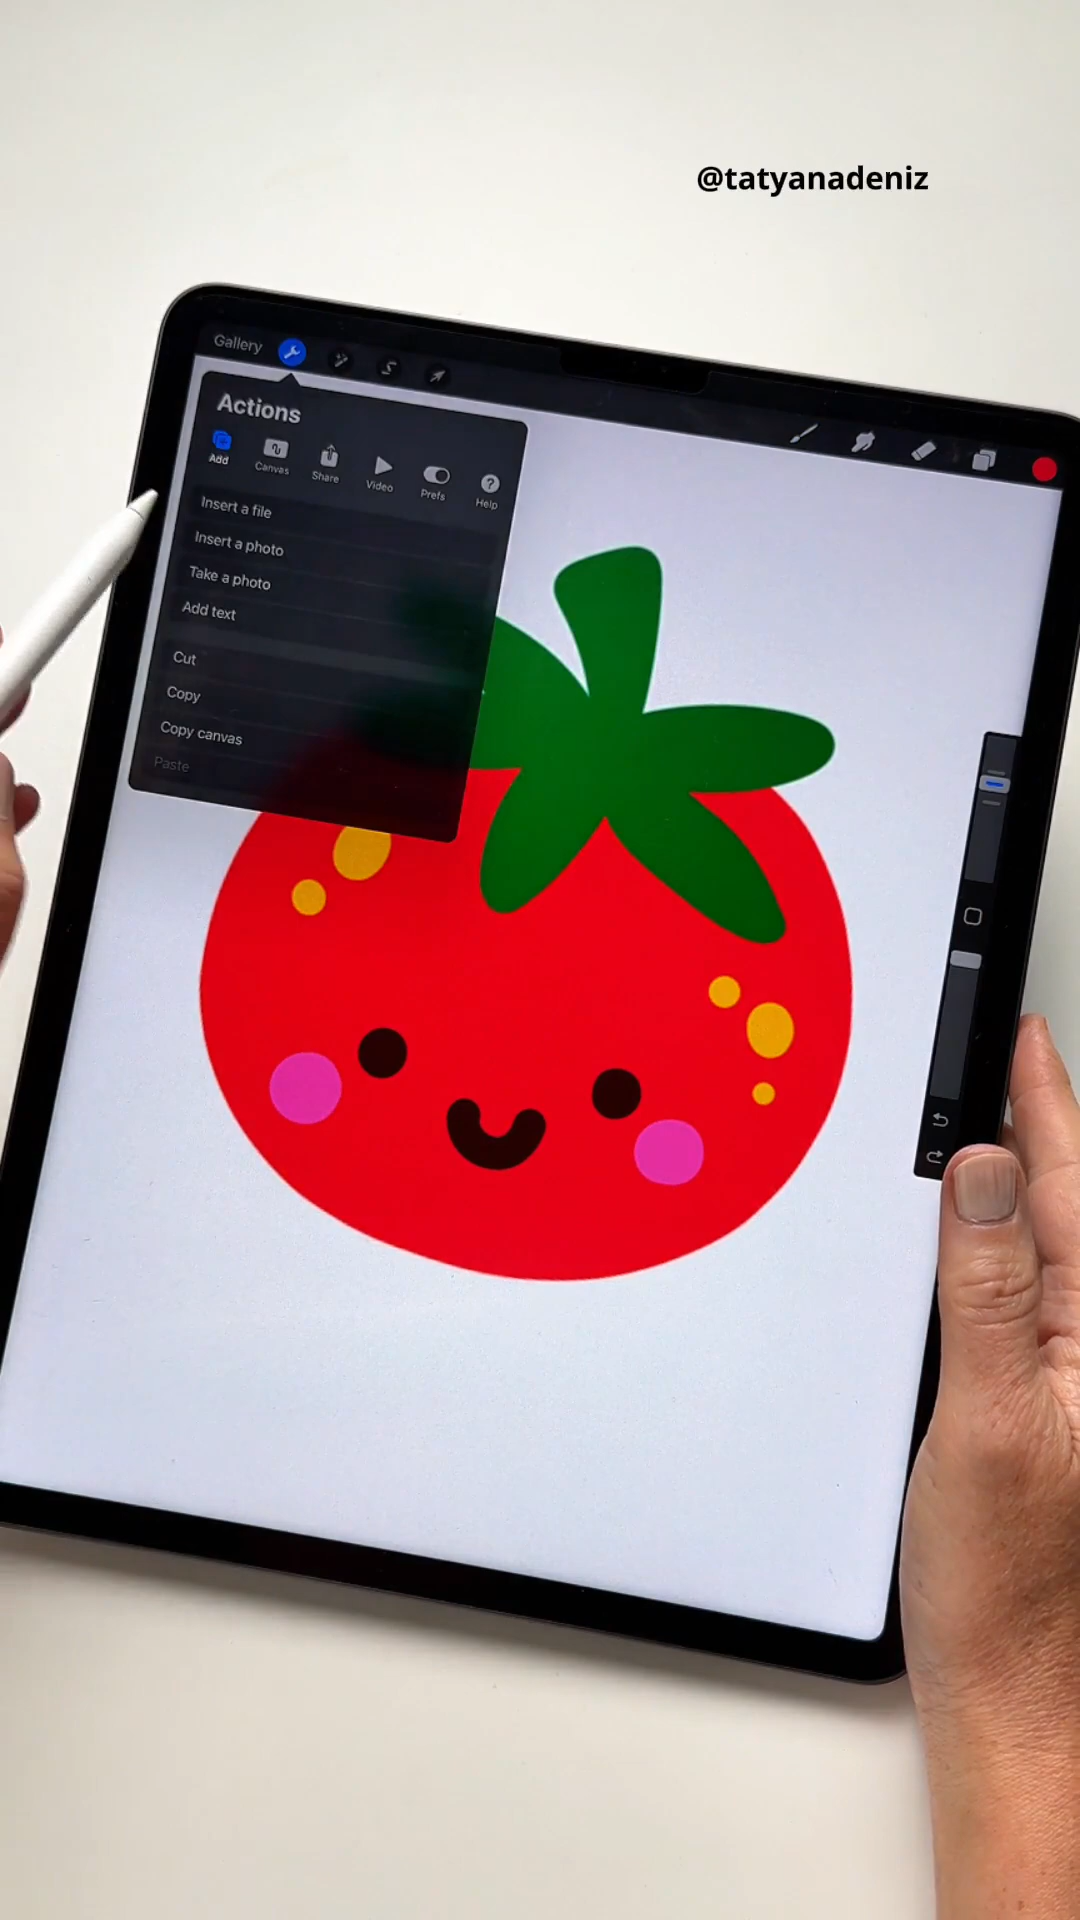 @tatyanadeniz
Gallery
Actions
Add
Canvas
Share
Video
Prefs
Help
Insert a file
Insert a photo
Take a photo
Add text
Cut
Copy
Copy canvas
Paste